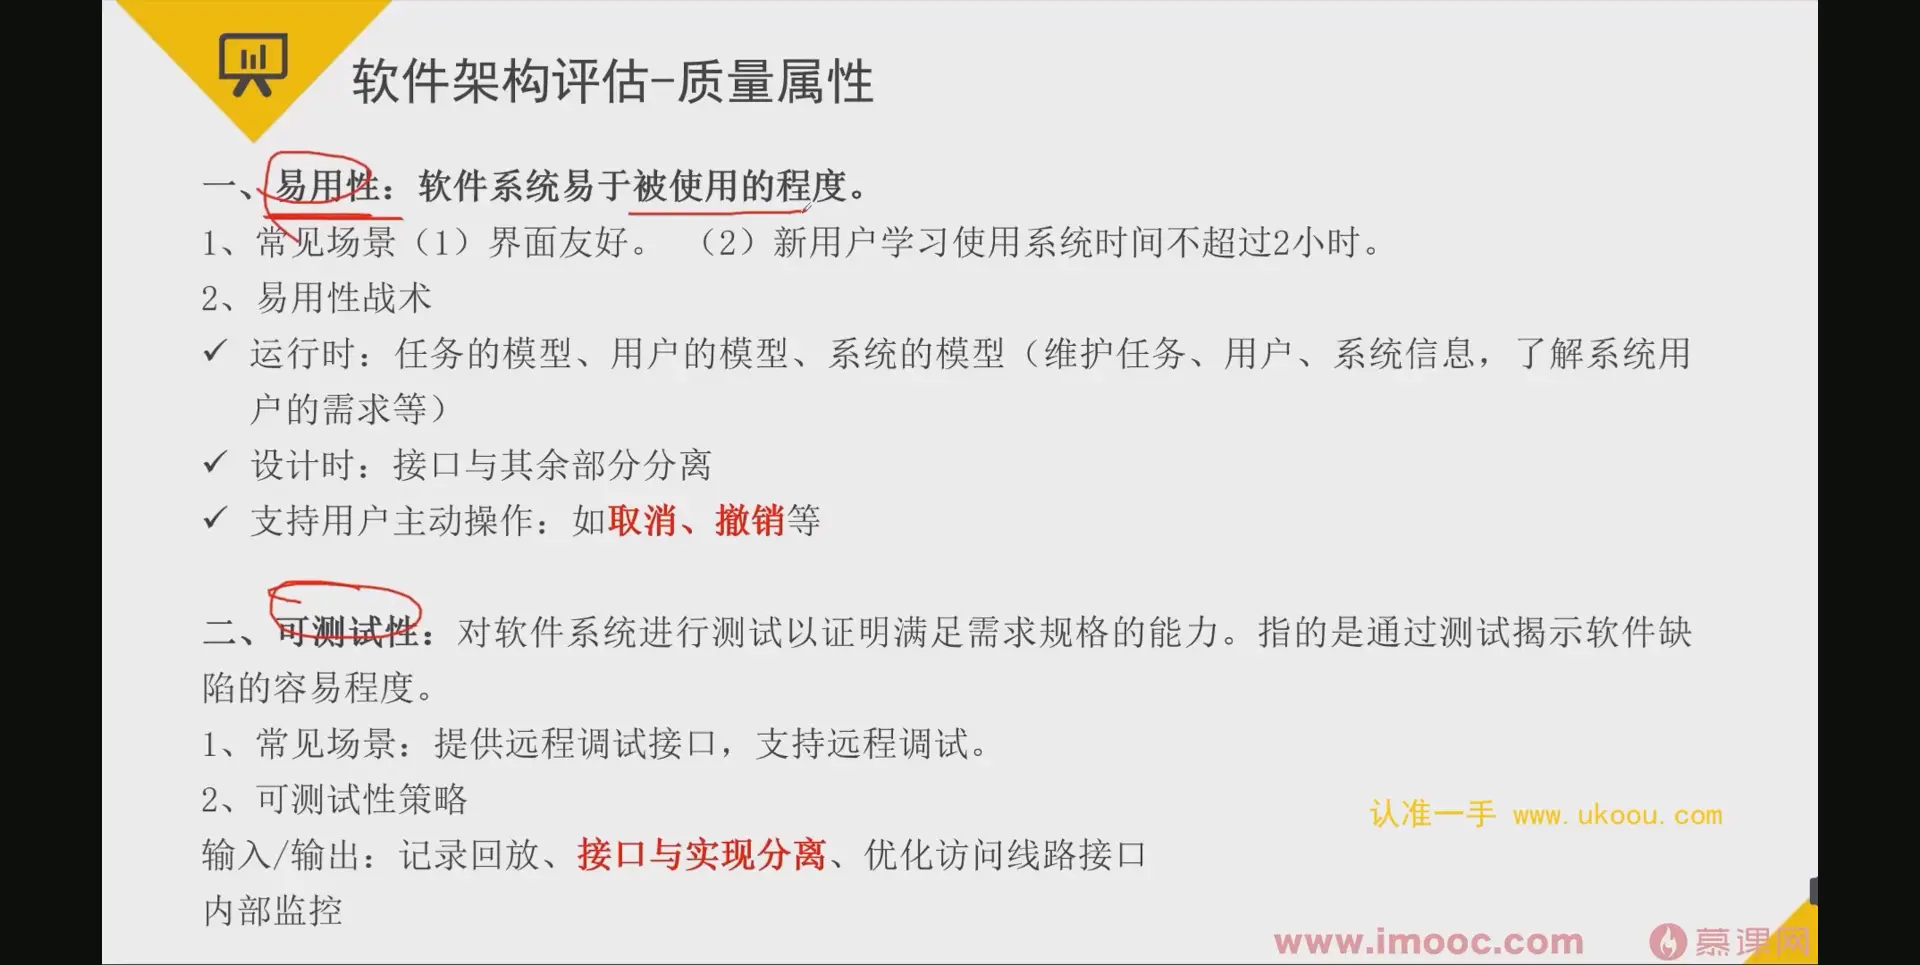 软件架构评估-质量属性
一、易用性：软件系统易于被使用的程度。
1、常见场景（1）界面友好。 （2）新用户学习使用系统时间不超过2小时。
2、易用性战术
✓ 运行时：任务的模型、用户的模型、系统的模型（维护任务、用户、系统信息，了解系统用
户的需求等）
✓ 设计时：接口与其余部分分离
✓ 支持用户主动操作：如取消、撤销等
二、可测试性：对软件系统进行测试以证明满足需求规格的能力。指的是通过测试揭示软件缺
陷的容易程度。
1、常见场景：提供远程调试接口，支持远程调试。
2、可测试性策略
认准一手 www.ukoou.com
输入/输出：记录回放、接口与实现分离、优化访问线路接口
内部监控
www.imooc.com 慕课网